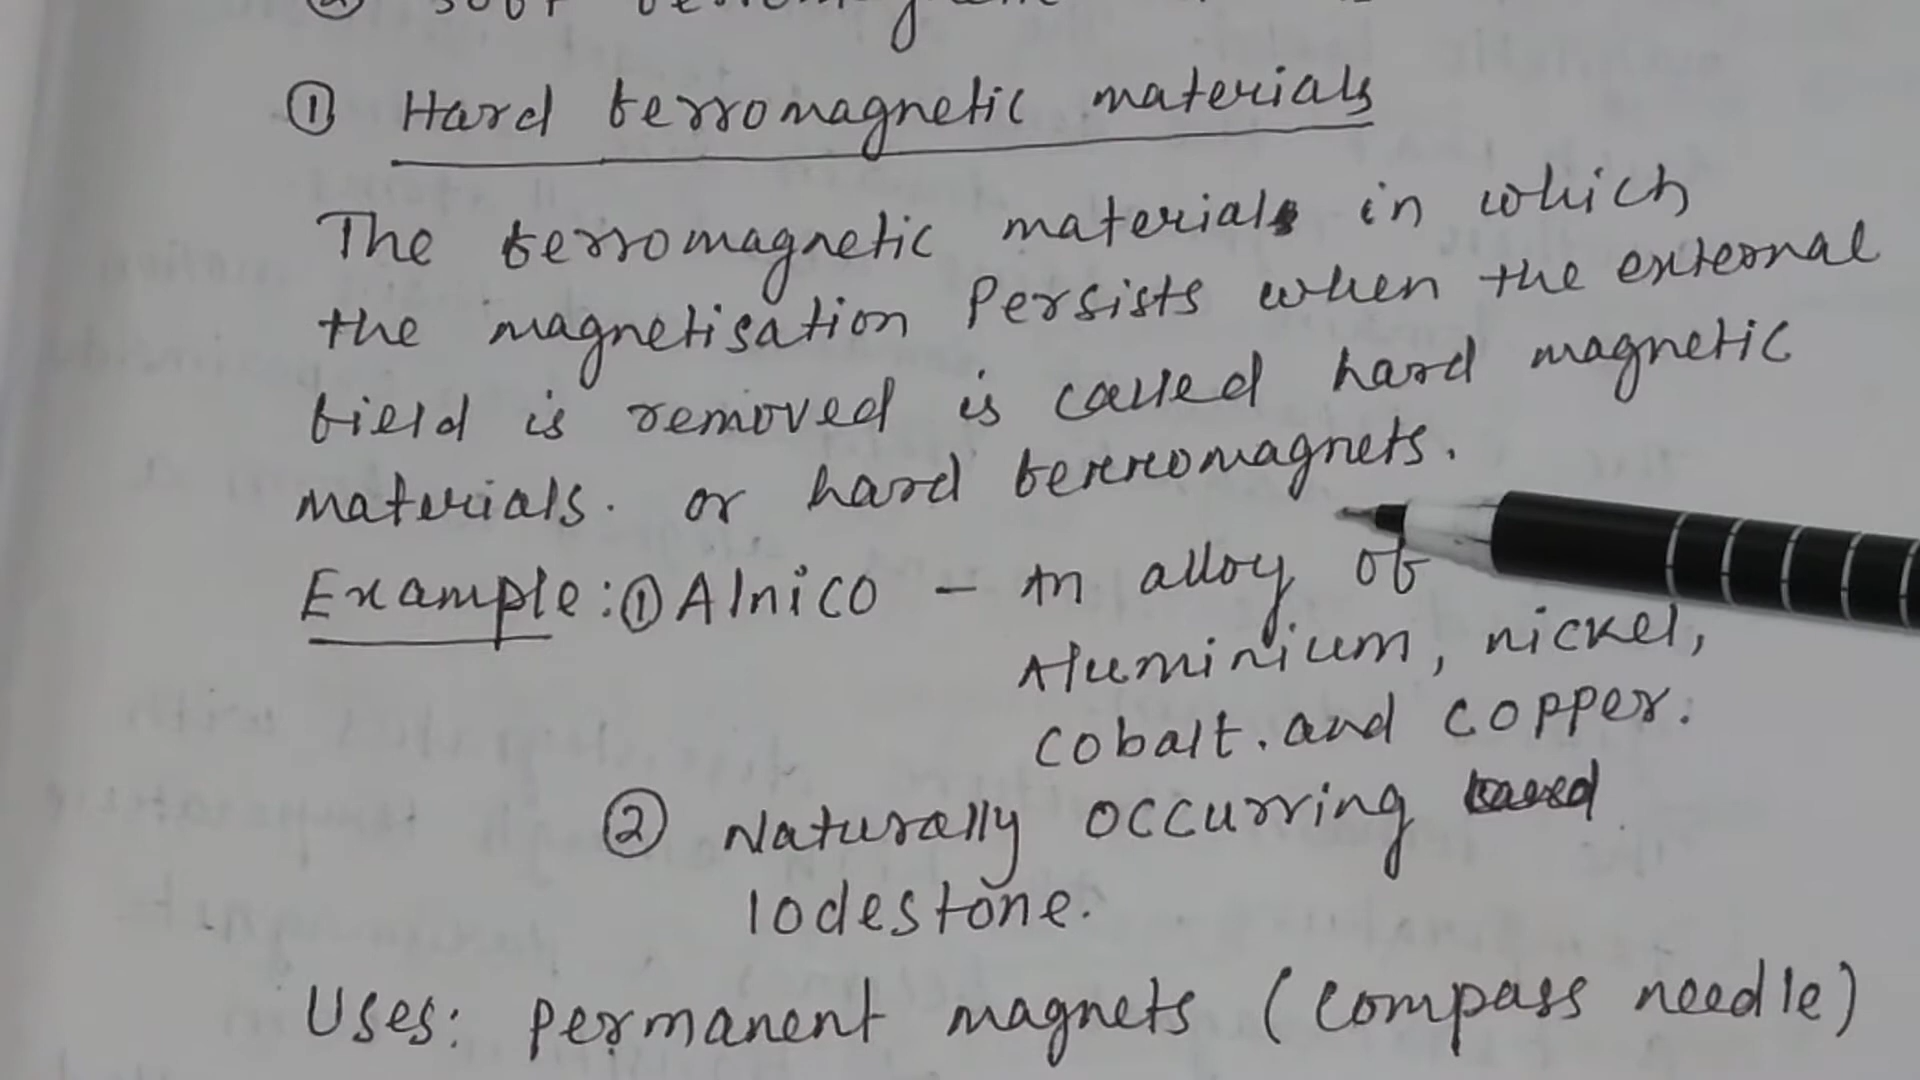 ① Hard ferromagnetic materials
The ferromagnetic materials in which
the magnetisation Persists when the external
field is removed is called hard magnetic
materials. or hard ferromagnets.
Example: ① Alnico - An alloy of
Aluminium, nickel,
cobalt. and copper.
② Naturally occurring
lodestone.
Uses: permanent magnets (compass needle)